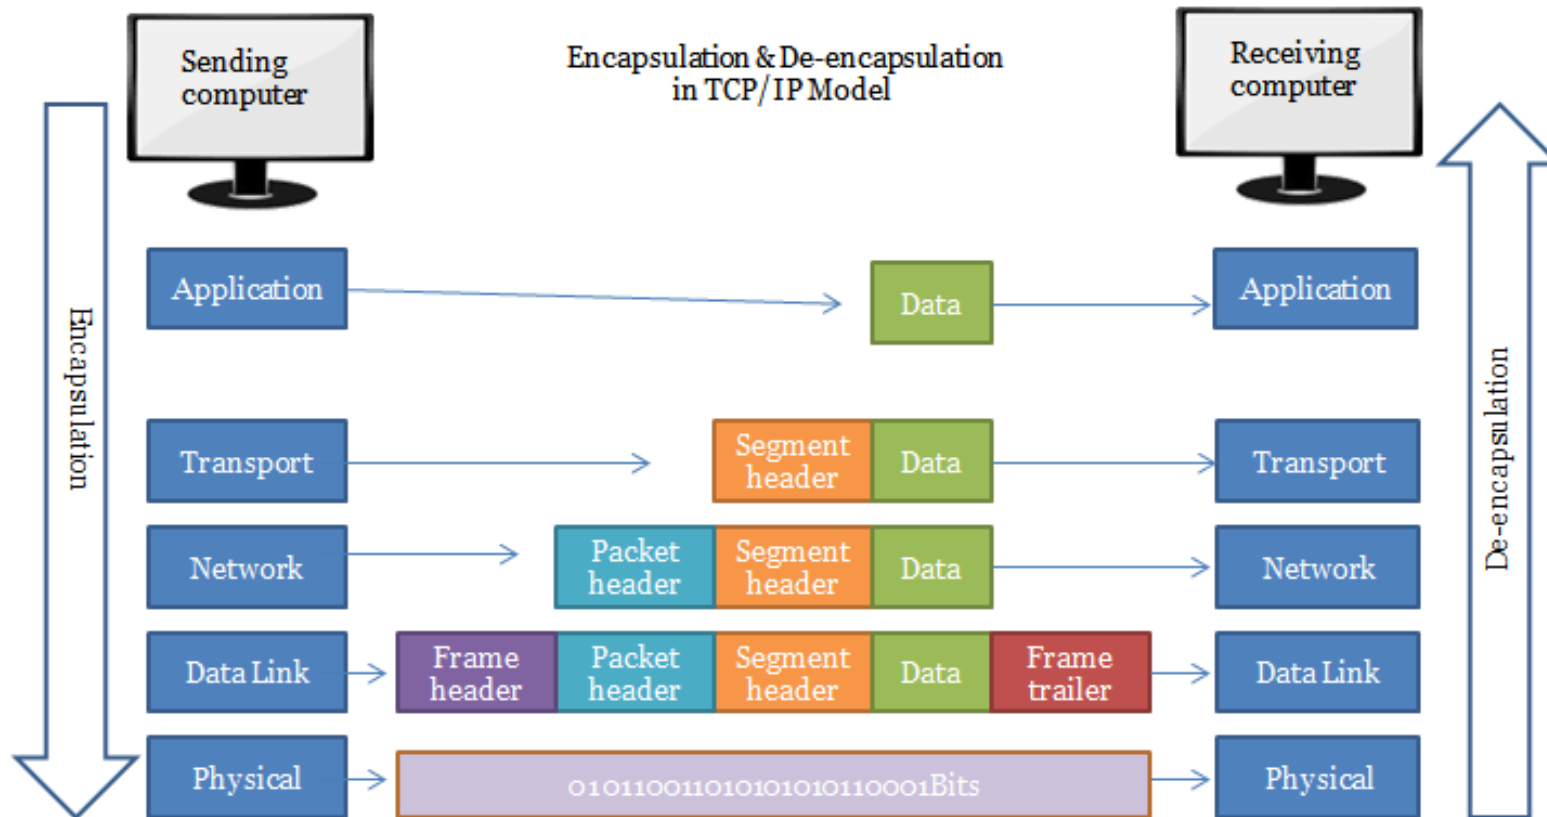 Sending
computer
Encapsulation & De-encapsulation
in TCP/IP Model
Receiving
computer
Encapsulation
De-encapsulation
Application
Data
Application
Transport
Segment
header
Data
Transport
Network
Packet
header
Segment
header
Data
Network
Data Link
Frame
header
Packet
header
Segment
header
Data
Frame
trailer
Data Link
Physical
010110011010101010110001Bits
Physical